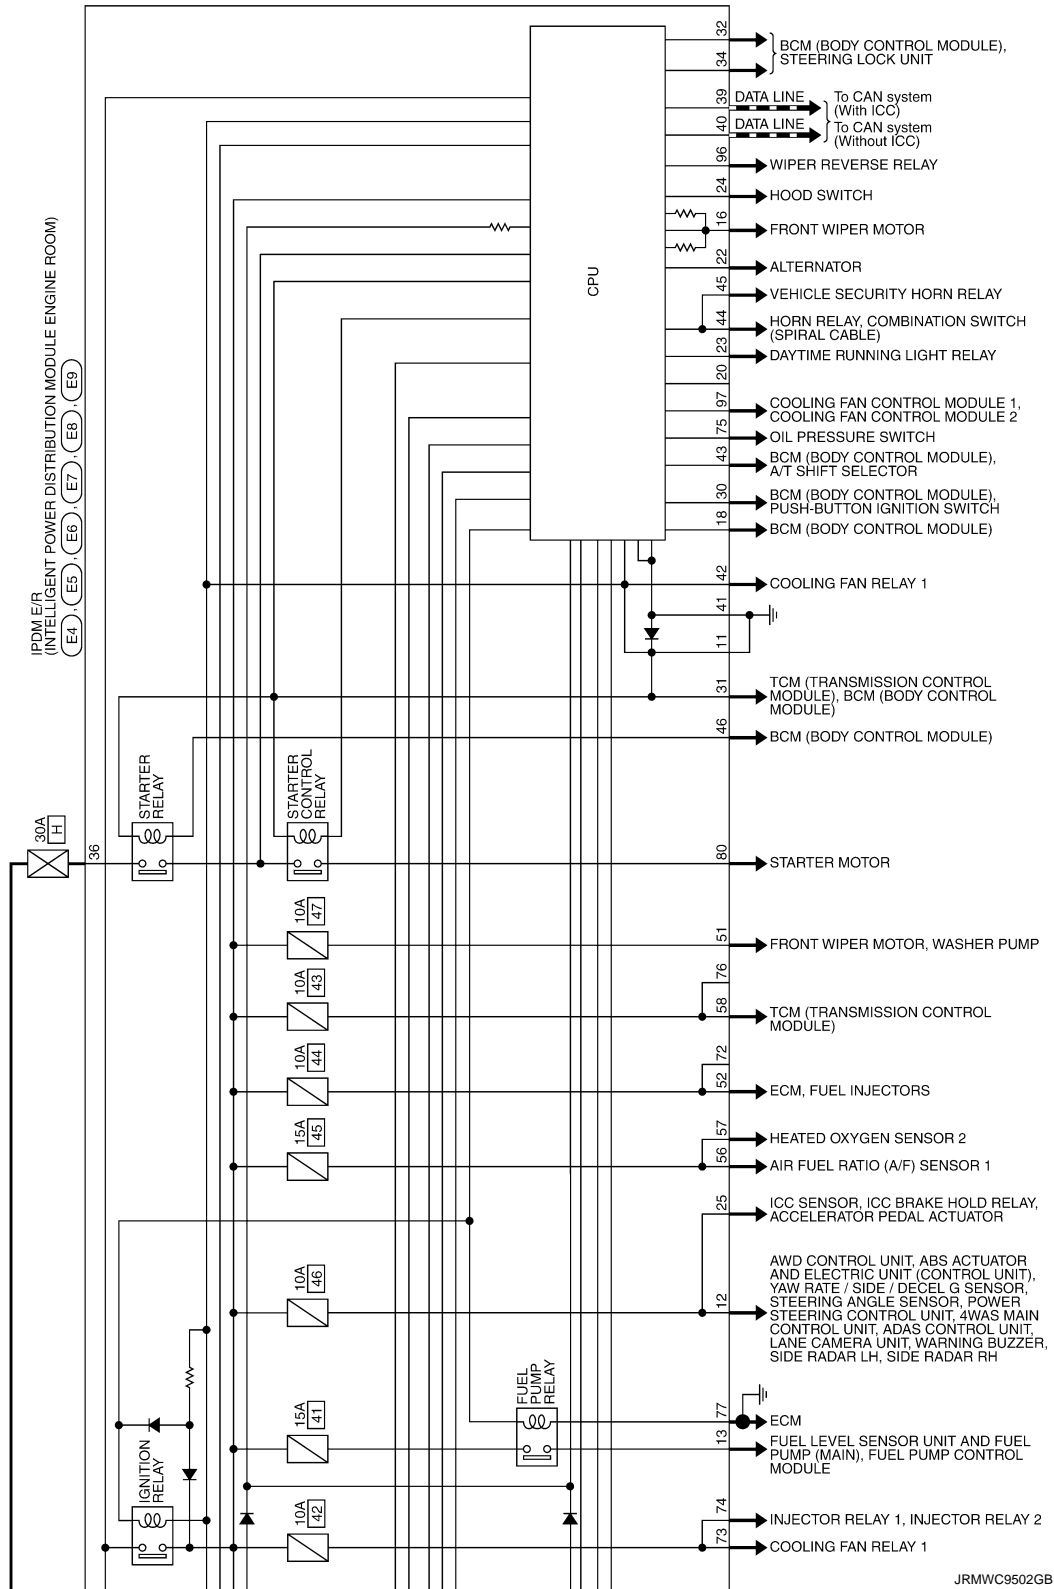 32
34
BCM (BODY CONTROL MODULE),
STEERING LOCK UNIT
39
DATA LINE
To CAN system
(With ICC)
40
DATA LINE
To CAN system
(Without ICC)
96
WIPER REVERSE RELAY
24
HOOD SWITCH
16
FRONT WIPER MOTOR
CPU
22
ALTERNATOR
45
VEHICLE SECURITY HORN RELAY
44
HORN RELAY, COMBINATION SWITCH
(SPIRAL CABLE)
23
DAYTIME RUNNING LIGHT RELAY
20
97
COOLING FAN CONTROL MODULE 1,
COOLING FAN CONTROL MODULE 2
75
OIL PRESSURE SWITCH
43
BCM (BODY CONTROL MODULE),
A/T SHIFT SELECTOR
30
BCM (BODY CONTROL MODULE),
PUSH-BUTTON IGNITION SWITCH
18
BCM (BODY CONTROL MODULE)
IPDM E/R
(INTELLIGENT POWER DISTRIBUTION MODULE ENGINE ROOM)
E4 , E5 , E6 , E7 , E8 , E9
42
COOLING FAN RELAY 1
41
11
31
TCM (TRANSMISSION CONTROL
MODULE), BCM (BODY CONTROL
MODULE)
46
BCM (BODY CONTROL MODULE)
STARTER
RELAY
STARTER
CONTROL
RELAY
30A
H
36
80
STARTER MOTOR
10A
47
51
FRONT WIPER MOTOR, WASHER PUMP
10A
43
76
58
TCM (TRANSMISSION CONTROL
MODULE)
10A
44
72
52
ECM, FUEL INJECTORS
15A
45
57
HEATED OXYGEN SENSOR 2
56
AIR FUEL RATIO (A/F) SENSOR 1
25
ICC SENSOR, ICC BRAKE HOLD RELAY,
ACCELERATOR PEDAL ACTUATOR
10A
46
12
AWD CONTROL UNIT, ABS ACTUATOR
AND ELECTRIC UNIT (CONTROL UNIT),
YAW RATE / SIDE / DECEL G SENSOR,
STEERING ANGLE SENSOR, POWER
STEERING CONTROL UNIT, 4WAS MAIN
CONTROL UNIT, ADAS CONTROL UNIT,
LANE CAMERA UNIT, WARNING BUZZER,
SIDE RADAR LH, SIDE RADAR RH
FUEL
PUMP
RELAY
15A
41
77
ECM
13
FUEL LEVEL SENSOR UNIT AND FUEL
PUMP (MAIN), FUEL PUMP CONTROL
MODULE
IGNITION
RELAY
10A
42
74
INJECTOR RELAY 1, INJECTOR RELAY 2
73
COOLING FAN RELAY 1
JRMWC9502GB